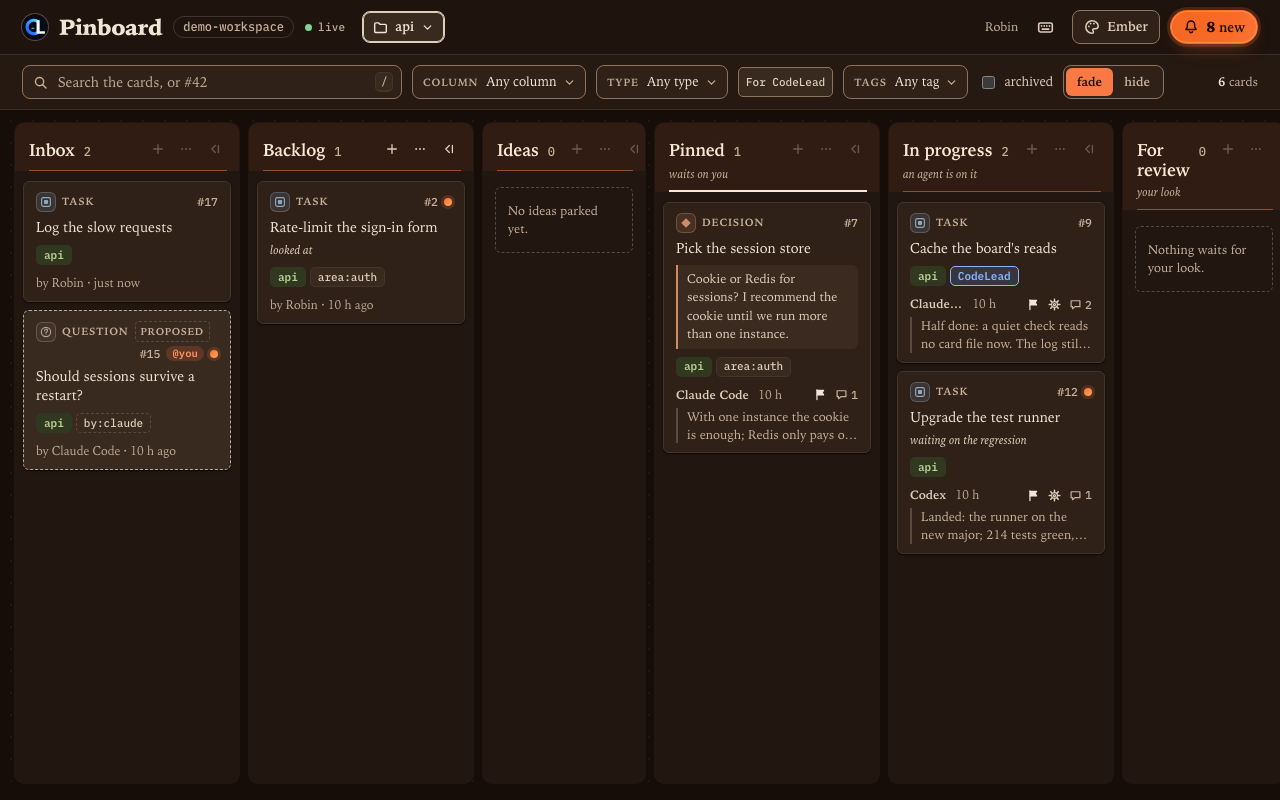 Pinboard
demo-workspace
live
api
Robin
Ember
8 new
Search the cards, or #42
/
COLUMN Any column
TYPE Any type
For CodeLead
TAGS Any tag
archived
fade
hide
6 cards
Inbox 2
TASK #17
Log the slow requests
api
by Robin · just now
QUESTION PROPOSED
#15 @you
Should sessions survive a
restart?
api by:claude
by Claude Code · 10 h ago
Backlog 1
TASK #2
Rate-limit the sign-in form
looked at
api area:auth
by Robin · 10 h ago
Ideas 0
No ideas parked
yet.
Pinned 1
waits on you
DECISION #7
Pick the session store
Cookie or Redis for
sessions? I recommend the
cookie until we run more
than one instance.
api area:auth
Claude Code 10 h 1
With one instance the cookie
is enough; Redis only pays o…
In progress 2
an agent is on it
TASK #9
Cache the board's reads
api CodeLead
Claude… 10 h 2
Half done: a quiet check reads
no card file now. The log stil…
TASK #12
Upgrade the test runner
waiting on the regression
api
Codex 10 h 1
Landed: the runner on the
new major; 214 tests green,…
For
review 0
your look
Nothing waits for
your look.